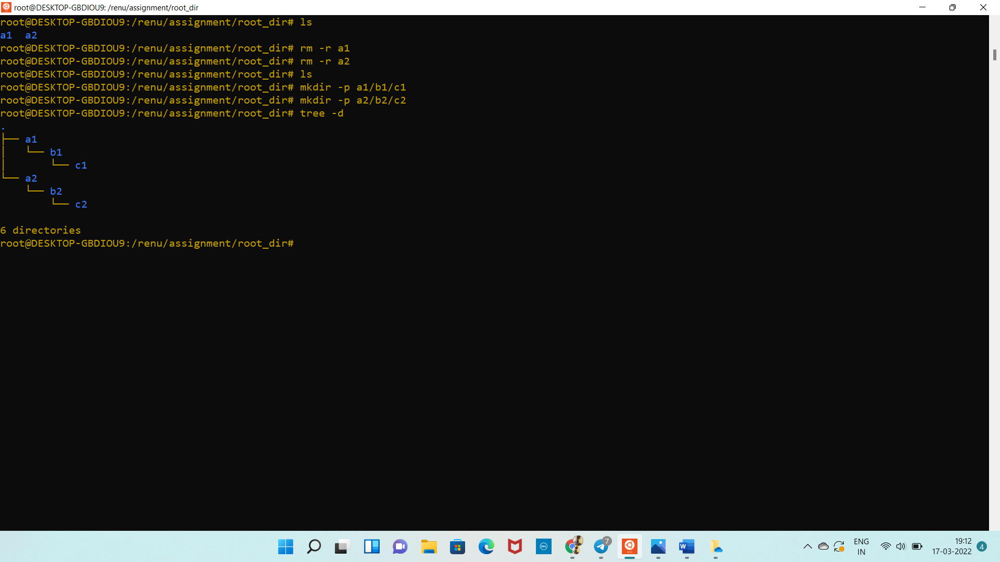 root@DESKTOP-GBDIOU9: /renu/assignment/root_dir
root@DESKTOP-GBDIOU9:/renu/assignment/root_dir# ls
a1  a2
root@DESKTOP-GBDIOU9:/renu/assignment/root_dir# rm -r a1
root@DESKTOP-GBDIOU9:/renu/assignment/root_dir# rm -r a2
root@DESKTOP-GBDIOU9:/renu/assignment/root_dir# ls
root@DESKTOP-GBDIOU9:/renu/assignment/root_dir# mkdir -p a1/b1/c1
root@DESKTOP-GBDIOU9:/renu/assignment/root_dir# mkdir -p a2/b2/c2
root@DESKTOP-GBDIOU9:/renu/assignment/root_dir# tree -d
.
├── a1
│   └── b1
│       └── c1
└── a2
    └── b2
        └── c2

6 directories
root@DESKTOP-GBDIOU9:/renu/assignment/root_dir#
7
W
DELL
ENG
IN
19:12
17-03-2022
4